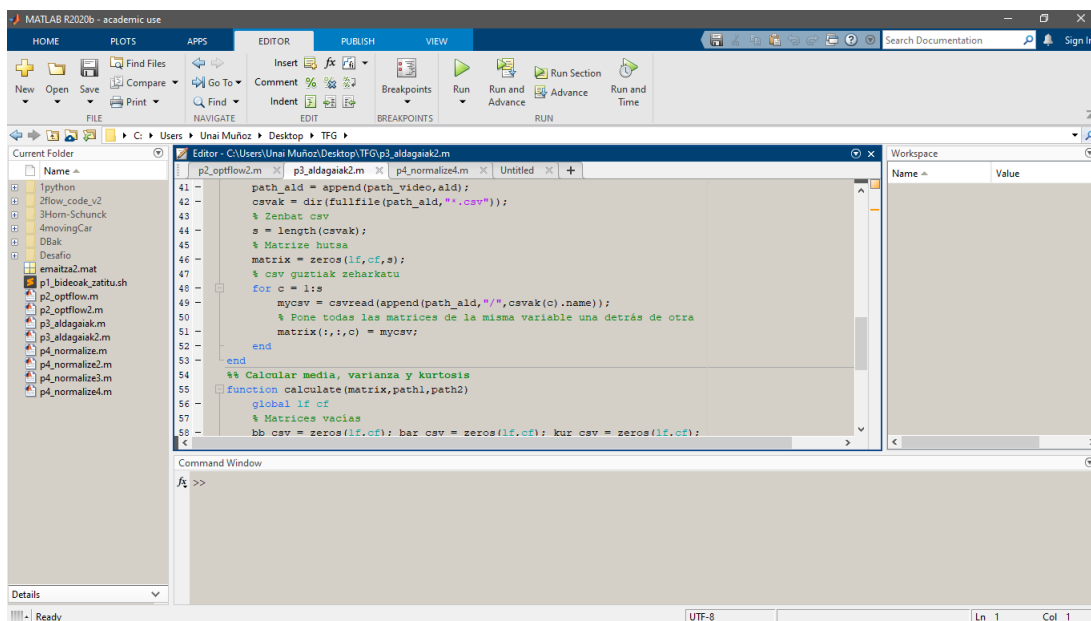 MATLAB R2020b - academic use
HOME PLOTS APPS EDITOR PUBLISH VIEW
Search Documentation
Sign In
New
Open
Save
Find Files
Compare
Print
FILE
Go To
Find
NAVIGATE
Insert fx
Comment %
Indent
EDIT
Breakpoints
BREAKPOINTS
Run
Run and Advance
Run Section
Advance
Run and Time
RUN
C: Users Unai Muñoz Desktop TFG
Current Folder
Name
1python
2flow_code_v2
3Horn-Schunck
4movingCar
DBak
Desafio
emaitza2.mat
p1_bideoak_zatitu.sh
p2_optflow.m
p2_optflow2.m
p3_aldagaiak.m
p3_aldagaiak2.m
p4_normalize.m
p4_normalize2.m
p4_normalize3.m
p4_normalize4.m
Details
Editor - C:\Users\Unai Muñoz\Desktop\TFG\p3_aldagaiak2.m
p2_optflow2.m p3_aldagaiak2.m p4_normalize4.m Untitled +
41 - path_ald = append(path_video,ald);
42 - csvak = dir(fullfile(path_ald,"*.csv"));
43 % Zenbat csv
44 - s = length(csvak);
45 % Matrize hutsa
46 - matrix = zeros(lf,cf,s);
47 % csv guztiak zeharkatu
48 - for c = 1:s
49 - mycsv = csvread(append(path_ald,"/",csvak(c).name));
50 % Pone todas las matrices de la misma variable una detrás de otra
51 - matrix(:,:,c) = mycsv;
52 - end
53 - end
54 %% Calcular media, varianza y kurtosis
55 function calculate(matrix,path1,path2)
56 - global lf cf
57 % Matrices vacías
58 - bb_csv = zeros(lf,cf); bar_csv = zeros(lf,cf); kur_csv = zeros(lf,cf);
Workspace
Name Value
Command Window
fx >>
Ready
UTF-8
Ln 1 Col 1